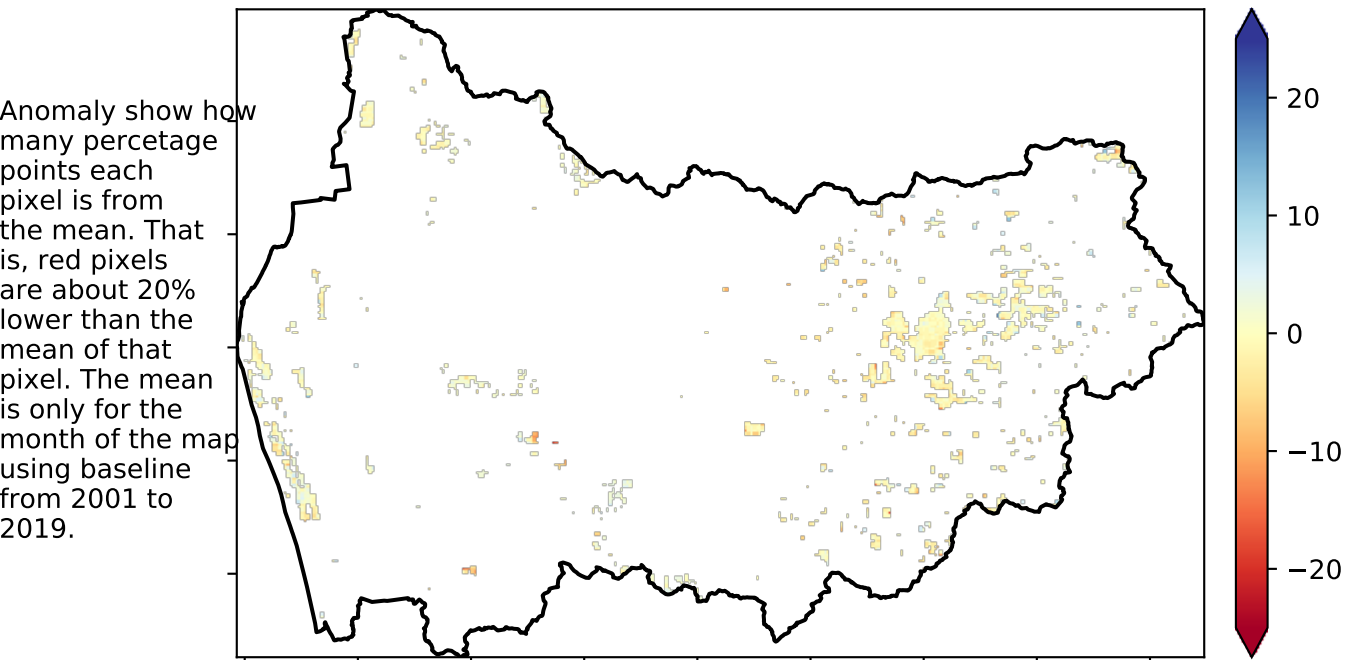 Anomaly show how
many percetage
points each
pixel is from
the mean. That
is, red pixels
are about 20%
lower than the
mean of that
pixel. The mean
is only for the
month of the map
using baseline
from 2001 to
2019.
20
10
0
−10
−20